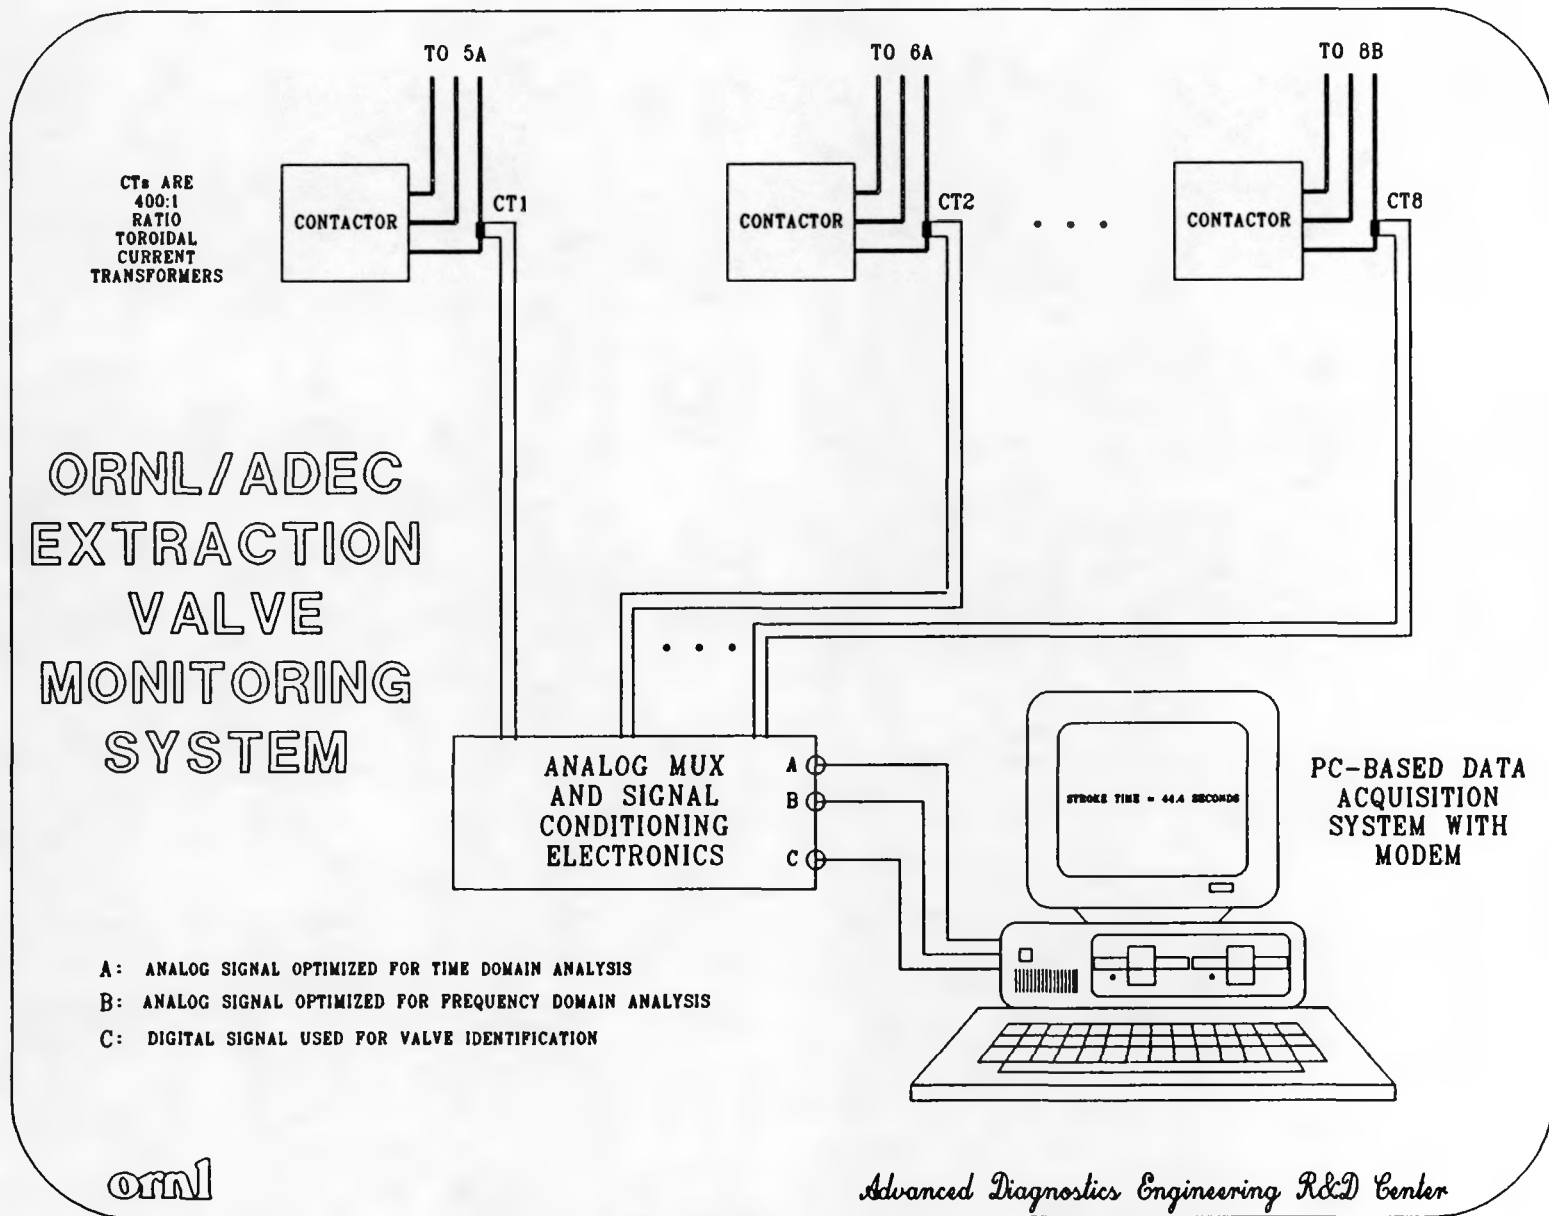 TO 5A
TO 6A
TO 8B
CTs ARE
400:1
RATIO
TOROIDAL
CURRENT
TRANSFORMERS
CONTACTOR
CT1
CONTACTOR
CT2
CONTACTOR
CT8
ORNL/ADEC
EXTRACTION
VALVE
MONITORING
SYSTEM
ANALOG MUX
AND SIGNAL
CONDITIONING
ELECTRONICS
A
B
C
STROKE TIME = 44.4 SECONDS
PC-BASED DATA
ACQUISITION
SYSTEM WITH
MODEM
A: ANALOG SIGNAL OPTIMIZED FOR TIME DOMAIN ANALYSIS
B: ANALOG SIGNAL OPTIMIZED FOR FREQUENCY DOMAIN ANALYSIS
C: DIGITAL SIGNAL USED FOR VALVE IDENTIFICATION
ornl
Advanced Diagnostics Engineering R&D Center